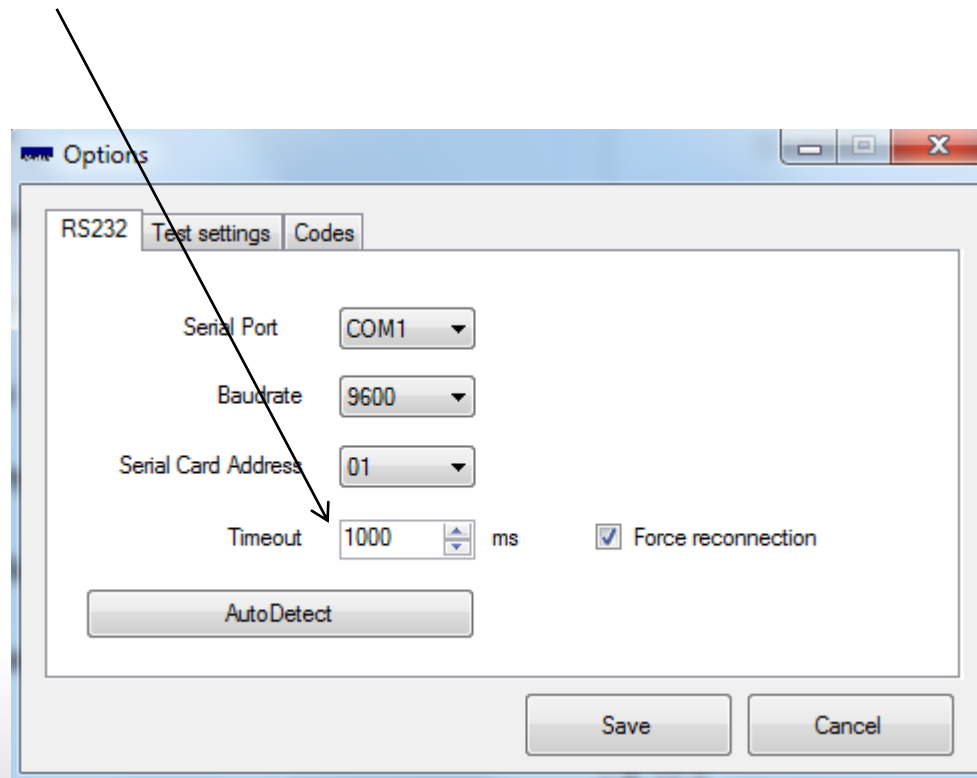 Options
RS232 Test settings Codes
Serial Port COM1
Baudrate 9600
Serial Card Address 01
Timeout 1000 ms Force reconnection
AutoDetect
Save Cancel